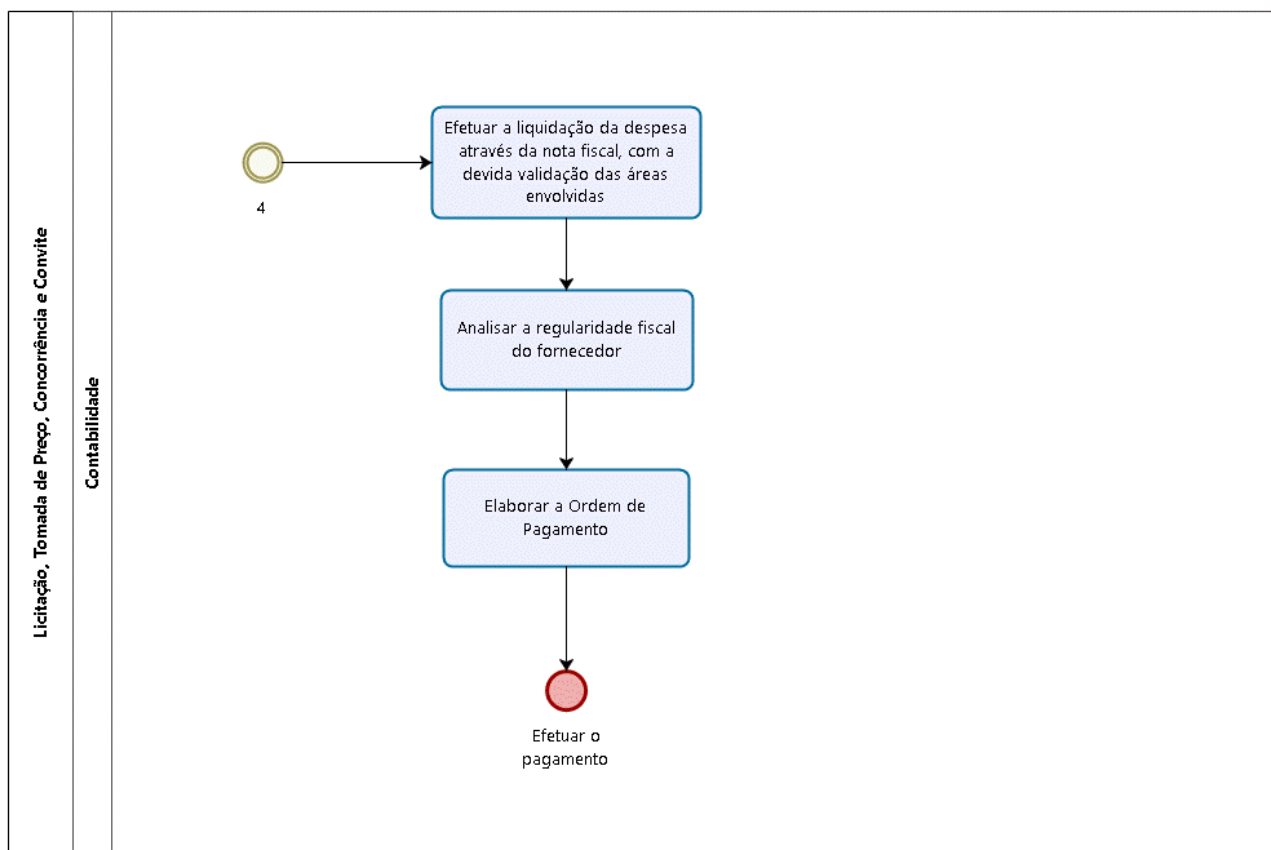 Licitação, Tomada de Preço, Concorrência e Convite
Contabilidade
4
Efetuar a liquidação da despesa
através da nota fiscal, com a
devida validação das áreas
envolvidas
Analisar a regularidade fiscal
do fornecedor
Elaborar a Ordem de
Pagamento
Efetuar o
pagamento